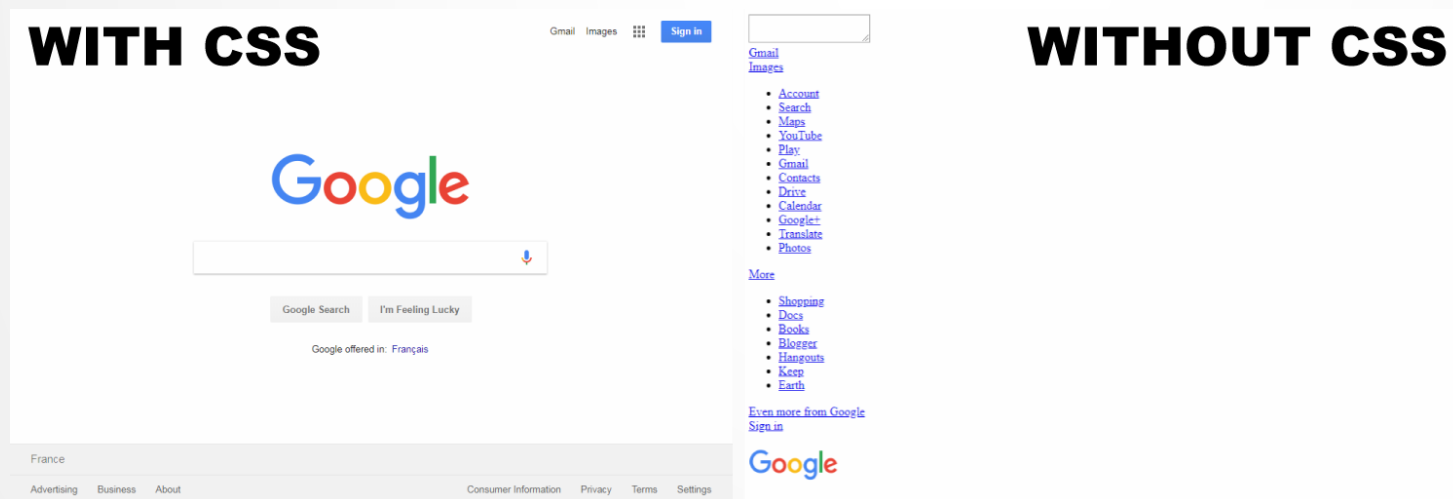 WITH CSS
Gmail Images Sign in
Google
Google Search I'm Feeling Lucky
Google offered in: Français
France
Advertising Business About Consumer Information Privacy Terms Settings
WITHOUT CSS
Gmail
Images
Account
Search
Maps
YouTube
Play
Gmail
Contacts
Drive
Calendar
Google+
Translate
Photos
More
Shopping
Docs
Books
Blogger
Hangouts
Keep
Earth
Even more from Google
Sign in
Google